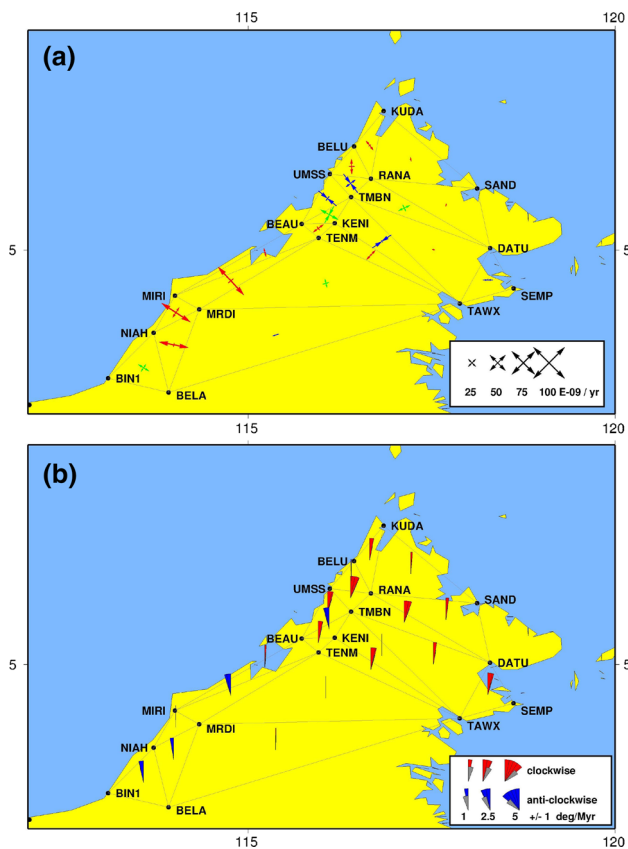 115
120
(a)
KUDA
BELU
UMSS
RANA
SAND
TMBN
BEAU
KENI
TENM
5
DATU
MIRI
SEMP
MRDI
TAWX
NIAH
BIN1
BELA
25 50 75 100 E-09 / yr
115
120
(b)
KUDA
BELU
UMSS
RANA
SAND
TMBN
BEAU
KENI
TENM
5
DATU
SEMP
MIRI
TAWX
MRDI
NIAH
BIN1
BELA
clockwise
anti-clockwise
1 2.5 5 +/- 1 deg/Myr